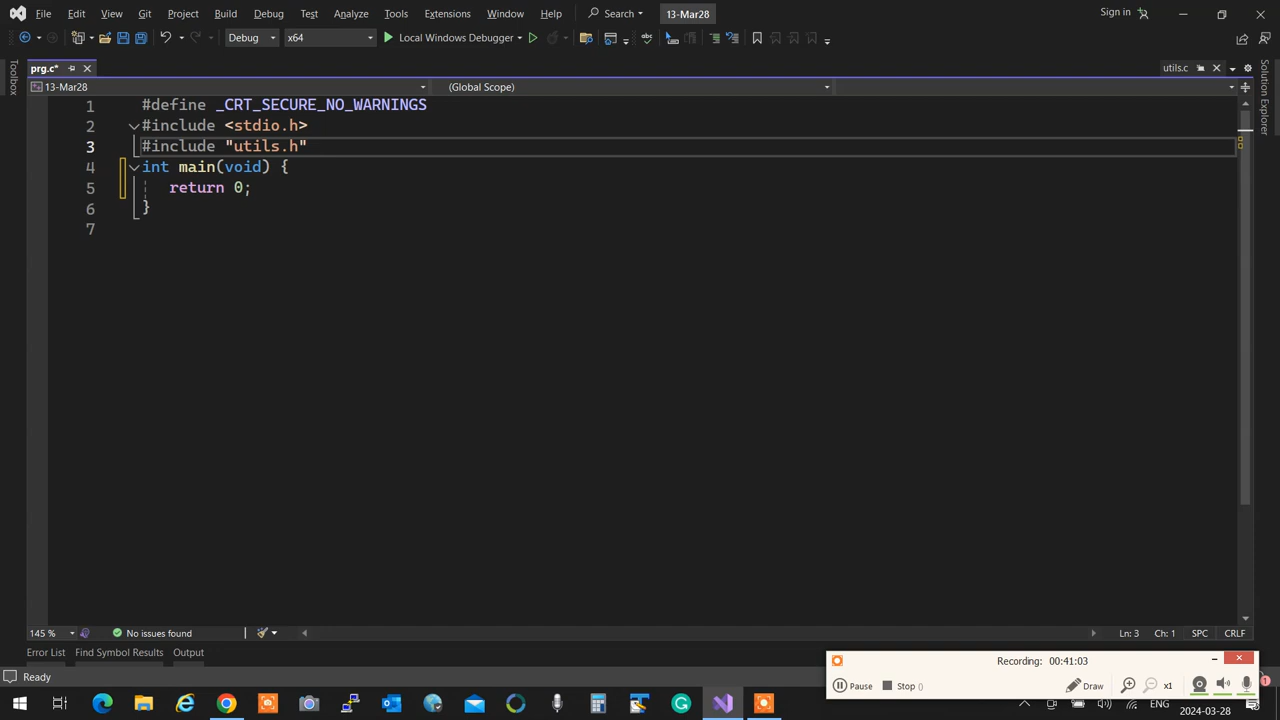 File Edit View Git Project Build Debug Test Analyze Tools Extensions Window Help Search 13-Mar28 Sign in
Debug x64 Local Windows Debugger
prg.c* utils.c
13-Mar28 (Global Scope)
1 #define _CRT_SECURE_NO_WARNINGS
2 #include <stdio.h>
3 #include "utils.h"
4 int main(void) {
5 return 0;
6 }
7
Toolbox
Solution Explorer
145 % No issues found Ln: 3 Ch: 1 SPC CRLF
Error List Find Symbol Results Output
Recording: 00:41:03
Ready
Pause Stop () Draw x1 1
ENG
2024-03-28